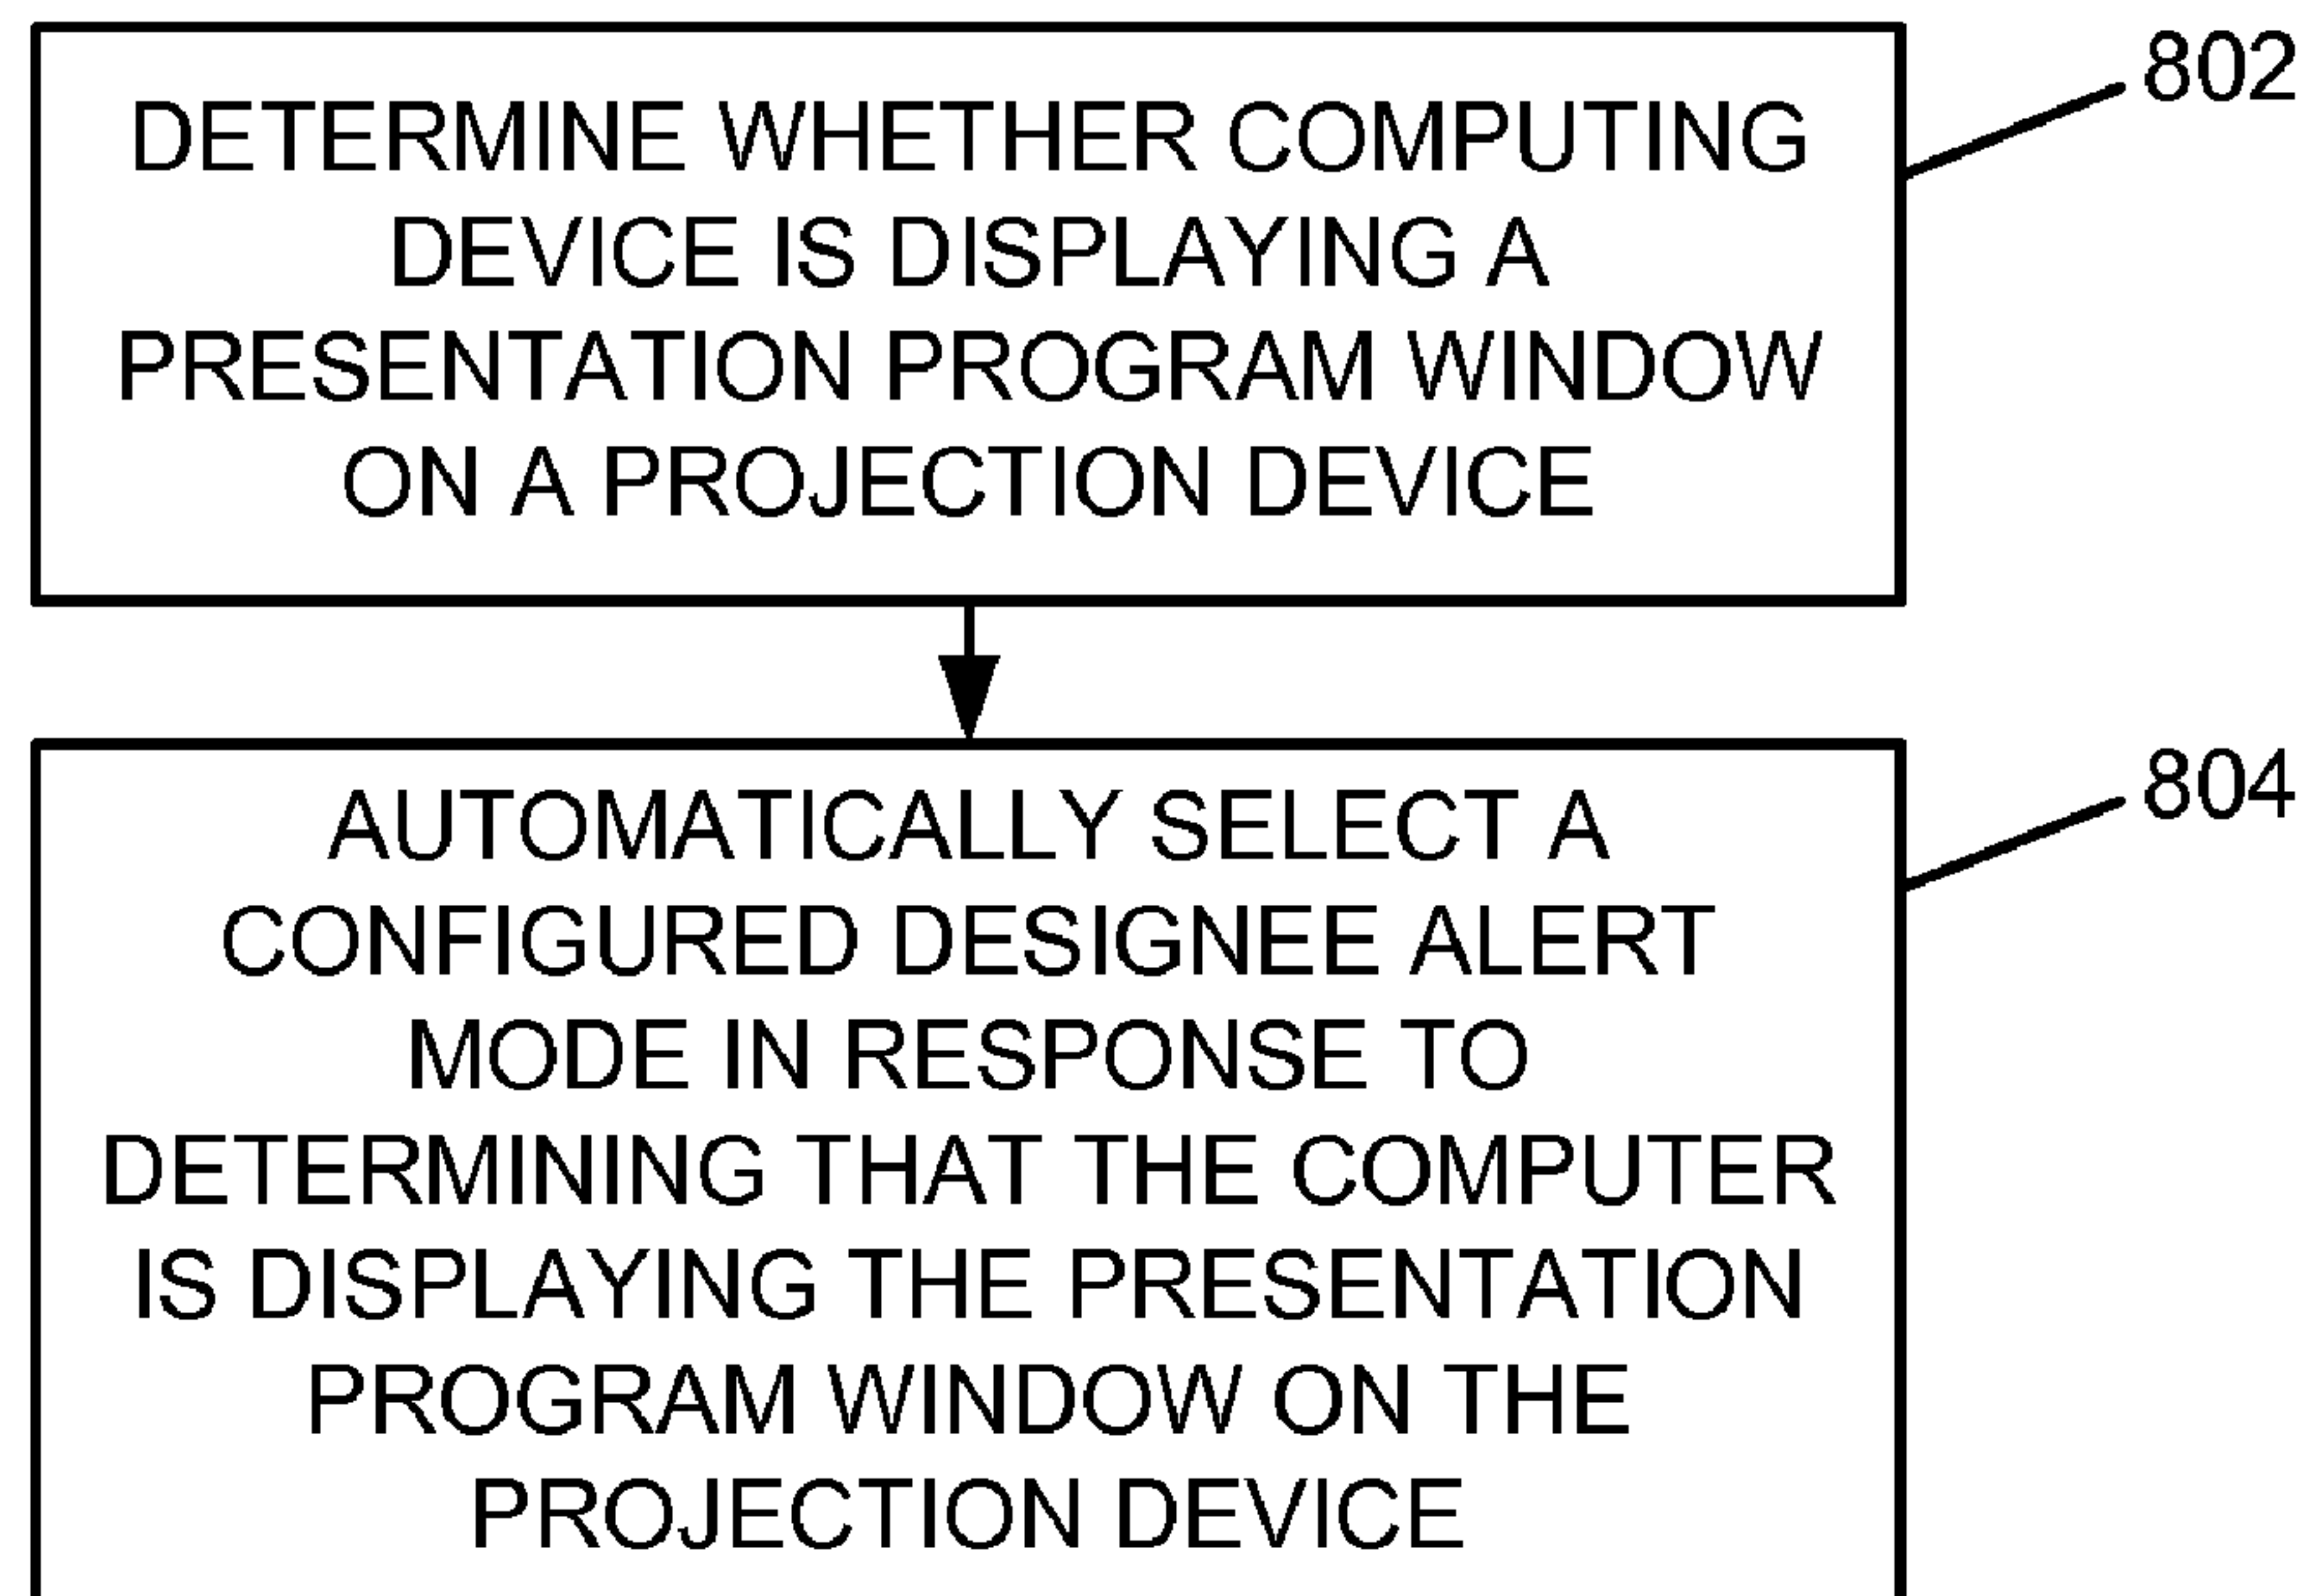 DETERMINE WHETHER COMPUTING
DEVICE IS DISPLAYING A
PRESENTATION PROGRAM WINDOW
ON A PROJECTION DEVICE
802
AUTOMATICALLY SELECT A
CONFIGURED DESIGNEE ALERT
MODE IN RESPONSE TO
DETERMINING THAT THE COMPUTER
IS DISPLAYING THE PRESENTATION
PROGRAM WINDOW ON THE
PROJECTION DEVICE
804